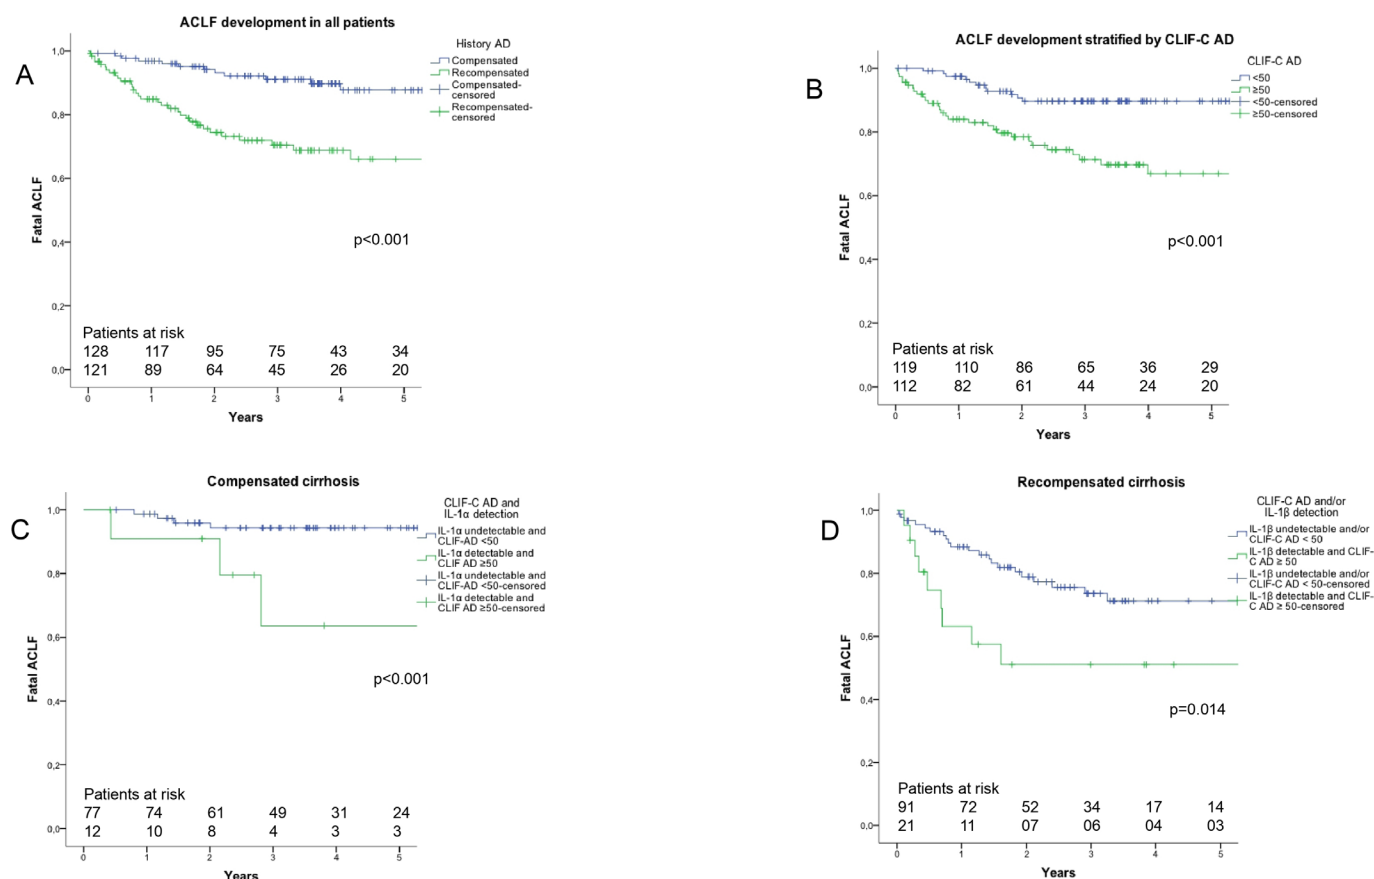 A
ACLF development in all patients
History AD
Compensated
Recompensated
Compensated-
censored
Recompensated-
censored
Fatal ACLF
1,0
0,8
0,6
0,4
0,2
0,0
p<0.001
Patients at risk
128 117 95 75 43 34
121 89 64 45 26 20
0 1 2 3 4 5
Years
B
ACLF development stratified by CLIF-C AD
CLIF-C AD
<50
≥50
<50-censored
≥50-censored
Fatal ACLF
1,0
0,8
0,6
0,4
0,2
0,0
p<0.001
Patients at risk
119 110 86 65 36 29
112 82 61 44 24 20
0 1 2 3 4 5
Years
C
Compensated cirrhosis
CLIF-C AD and
IL-1α detection
IL-1α undetectable and
CLIF-AD <50
IL-1α detectable and
CLIF AD ≥50
IL-1α undetectable and
CLIF-AD <50-censored
IL-1α detectable and
CLIF AD ≥50-censored
Fatal ACLF
1,0
0,8
0,6
0,4
0,2
0,0
p<0.001
Patients at risk
77 74 61 49 31 24
12 10 8 4 3 3
0 1 2 3 4 5
Years
D
Recompensated cirrhosis
CLIF-C AD and/or
IL-1β detection
IL-1β undetectable and/or
CLIF-C AD < 50
IL-1β detectable and CLIF-
C AD ≥ 50
IL-1β undetectable and/or
CLIF-C AD < 50-censored
IL-1β detectable and CLIF-
C AD ≥ 50-censored
Fatal ACLF
1,0
0,8
0,6
0,4
0,2
0,0
p=0.014
Patients at risk
91 72 52 34 17 14
21 11 07 06 04 03
0 1 2 3 4 5
Years